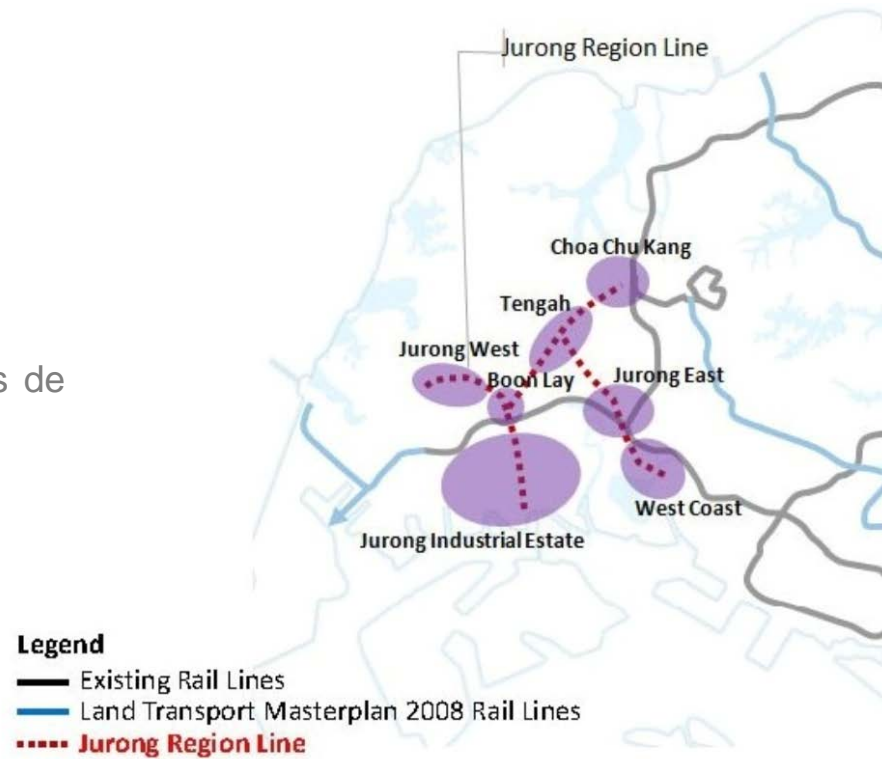 Jurong Region Line
Choa Chu Kang
Tengah
Jurong West
Boon Lay
Jurong East
s de
West Coast
Jurong Industrial Estate
Legend
Existing Rail Lines
Land Transport Masterplan 2008 Rail Lines
Jurong Region Line